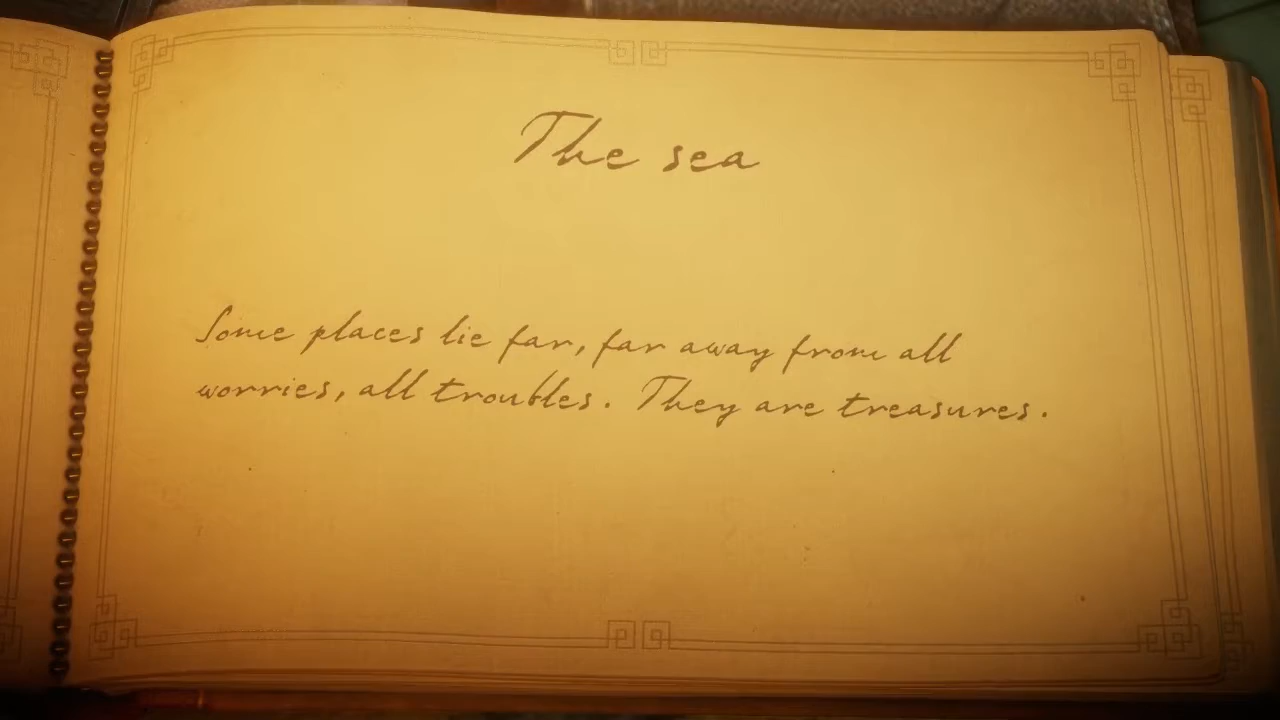 The sea
Some places lie far, far away from all
worries, all troubles. They are treasures.